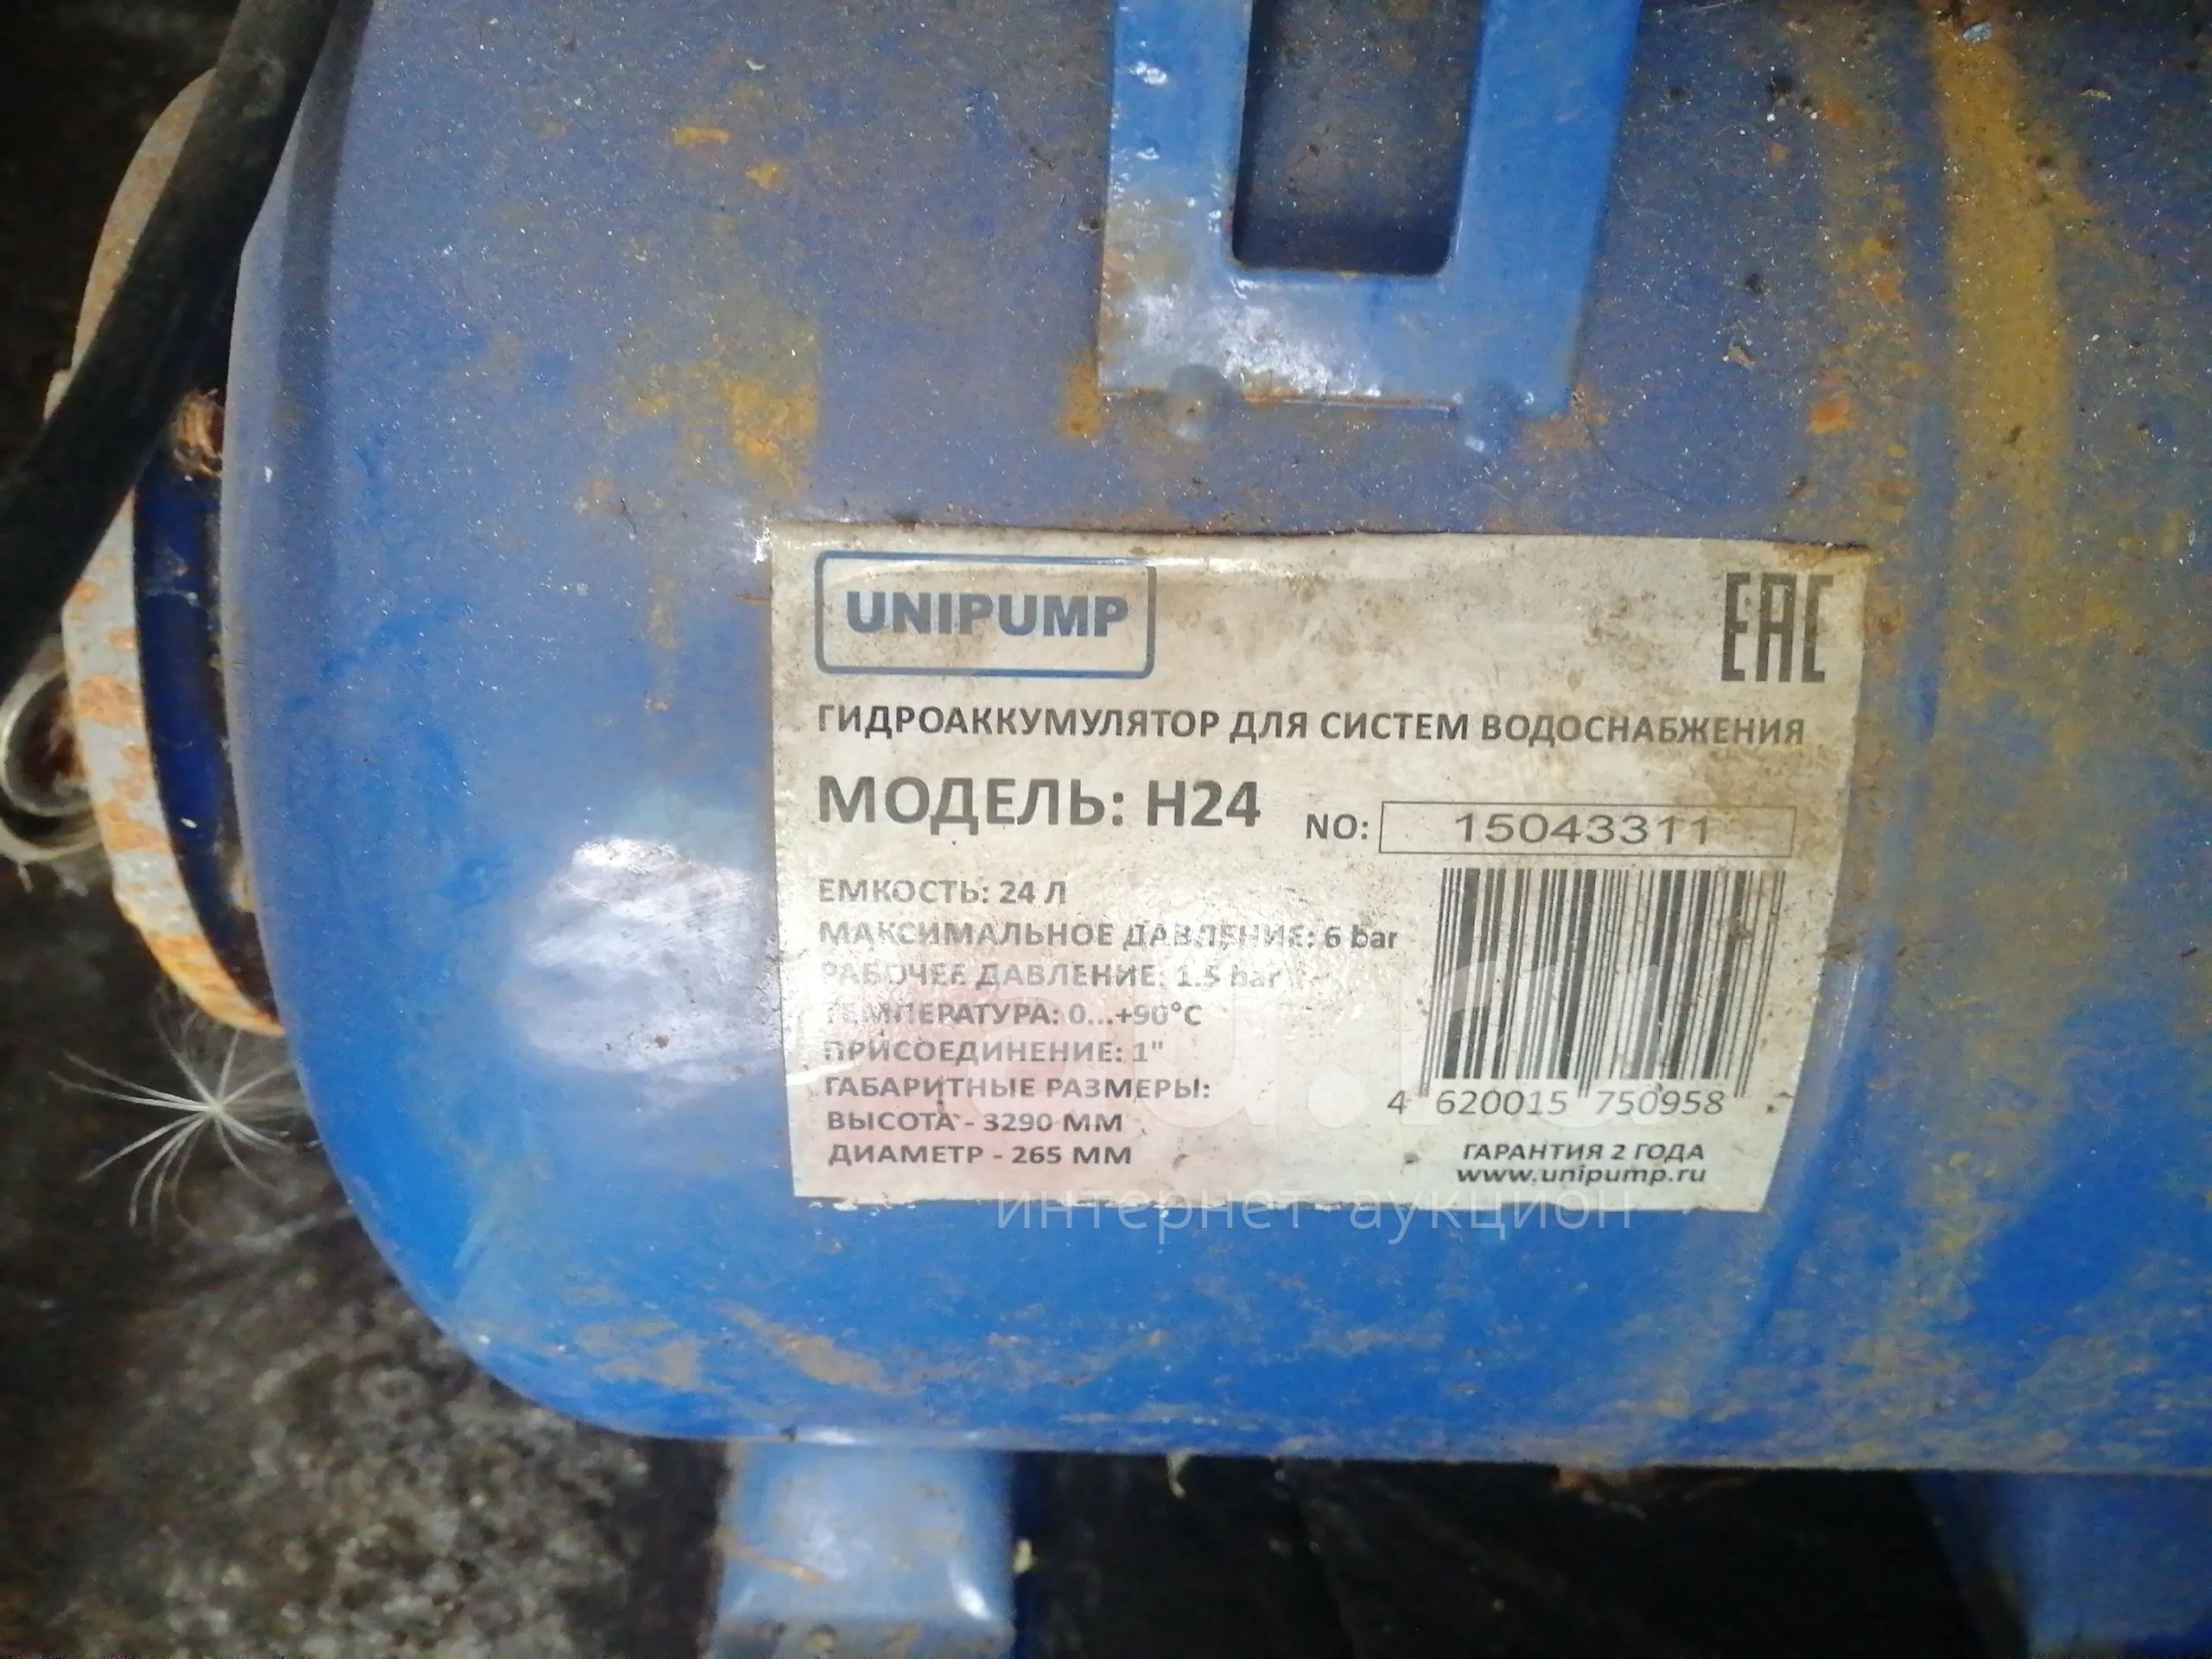 UNIPUMP
EAC
ГИДРОАККУМУЛЯТОР ДЛЯ СИСТЕМ ВОДОСНАБЖЕНИЯ
МОДЕЛЬ: H24
NO: 15043311
ЕМКОСТЬ: 24 Л
МАКСИМАЛЬНОЕ ДАВЛЕНИЕ: 6 bar
РАБОЧЕЕ ДАВЛЕНИЕ: 1.5 bar
ТЕМПЕРАТУРА: 0...+90°С
ПРИСОЕДИНЕНИЕ: 1"
ГАБАРИТНЫЕ РАЗМЕРЫ:
ВЫСОТА - 3290 ММ
ДИАМЕТР - 265 ММ
4 620015 750958
ГАРАНТИЯ 2 ГОДА
www.unipump.ru
интернет-аукцион